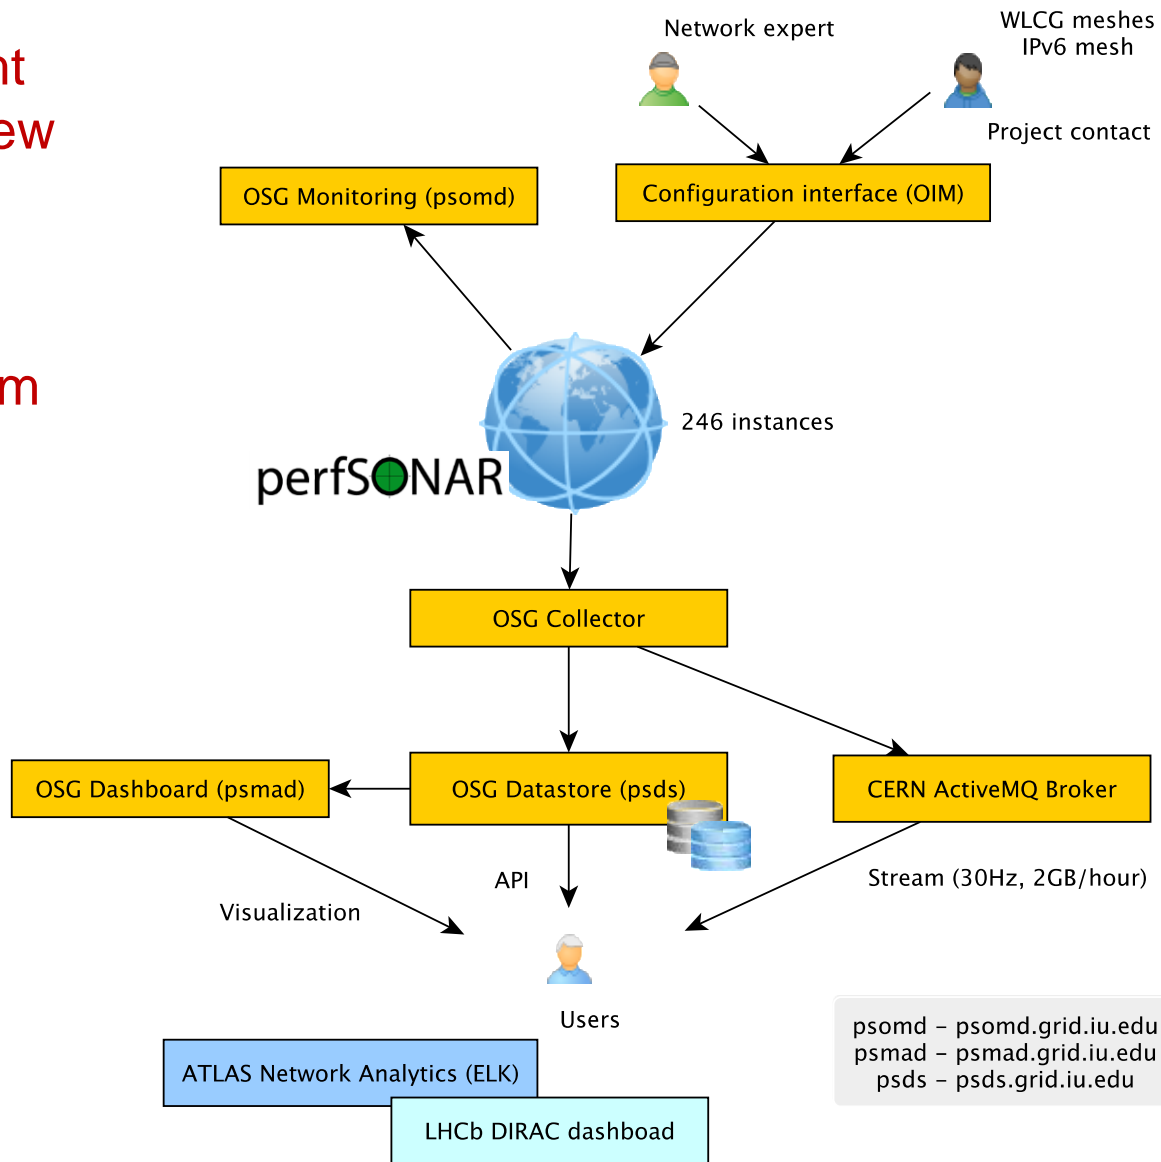 Network expert
WLCG meshes
IPv6 mesh
Project contact
OSG Monitoring (psomd)
Configuration interface (OIM)
246 instances
perfSONAR
OSG Collector
OSG Dashboard (psmad)
OSG Datastore (psds)
CERN ActiveMQ Broker
API
Stream (30Hz, 2GB/hour)
Visualization
Users
psomd – psomd.grid.iu.edu
psmad – psmad.grid.iu.edu
psds – psds.grid.iu.edu
ATLAS Network Analytics (ELK)
LHCb DIRAC dashboad